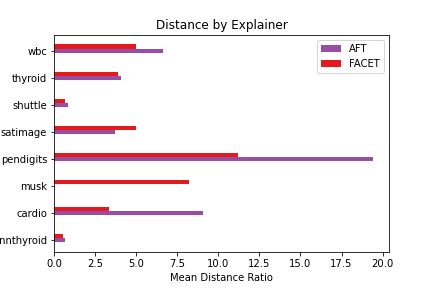 Distance by Explainer
AFT
FACET
wbc
thyroid
shuttle
satimage
pendigits
musk
cardio
nnthyroid
0.0 2.5 5.0 7.5 10.0 12.5 15.0 17.5 20.0
Mean Distance Ratio